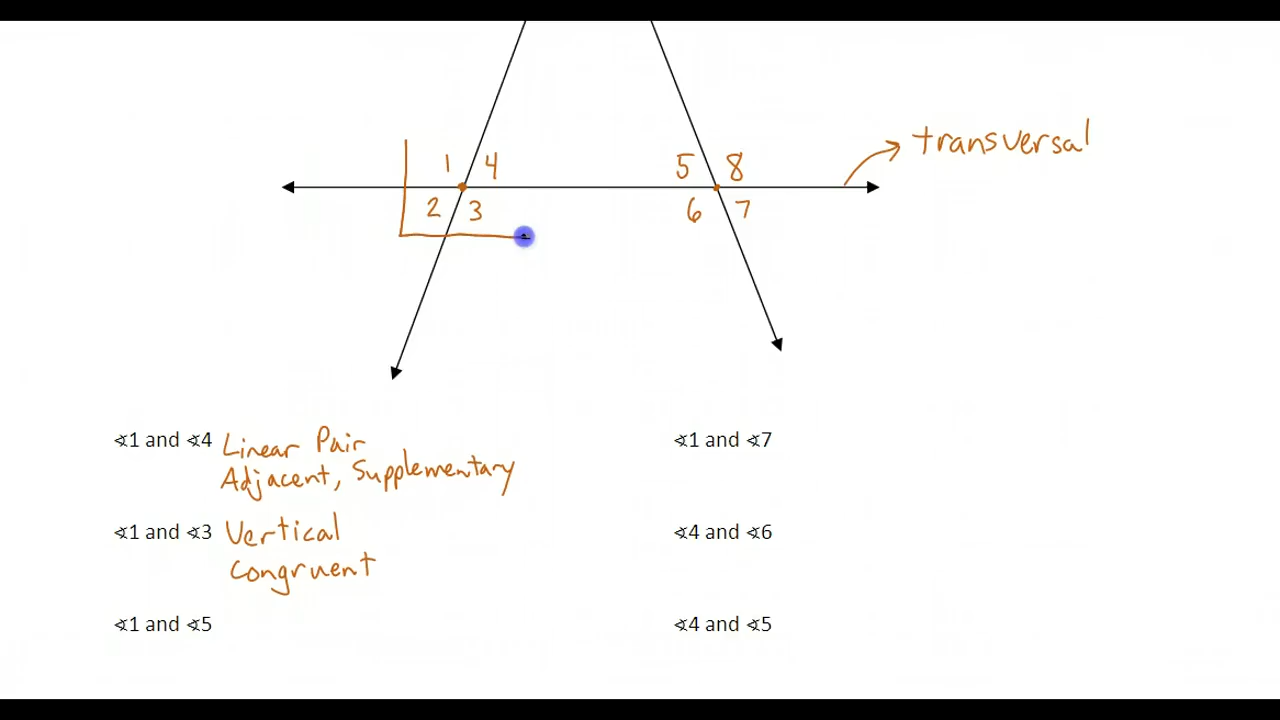 transversal
1 4 5 8
2 3 6 7
∢1 and ∢4 Linear Pair
Adjacent, Supplementary
∢1 and ∢3 Vertical
Congruent
∢1 and ∢5
∢1 and ∢7
∢4 and ∢6
∢4 and ∢5